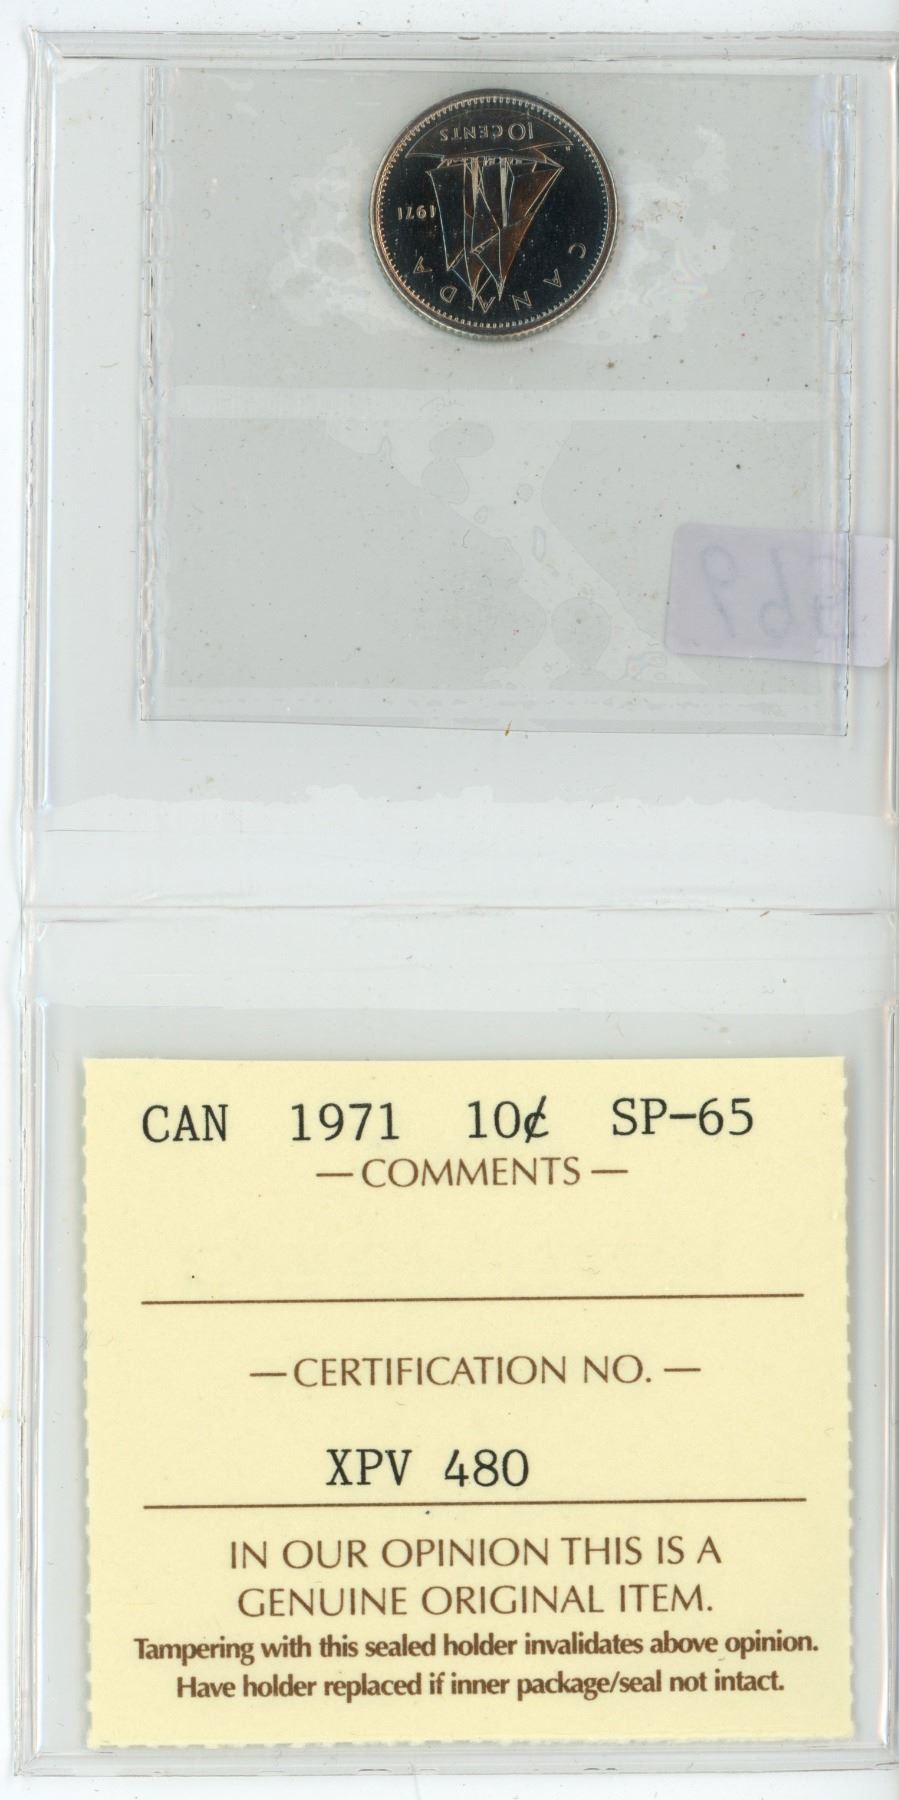 10 CENTS
1971
CANADA
CAN 1971 10¢ SP-65
— COMMENTS —
— CERTIFICATION NO. —
XPV 480
IN OUR OPINION THIS IS A
GENUINE ORIGINAL ITEM.
Tampering with this sealed holder invalidates above opinion.
Have holder replaced if inner package/seal not intact.